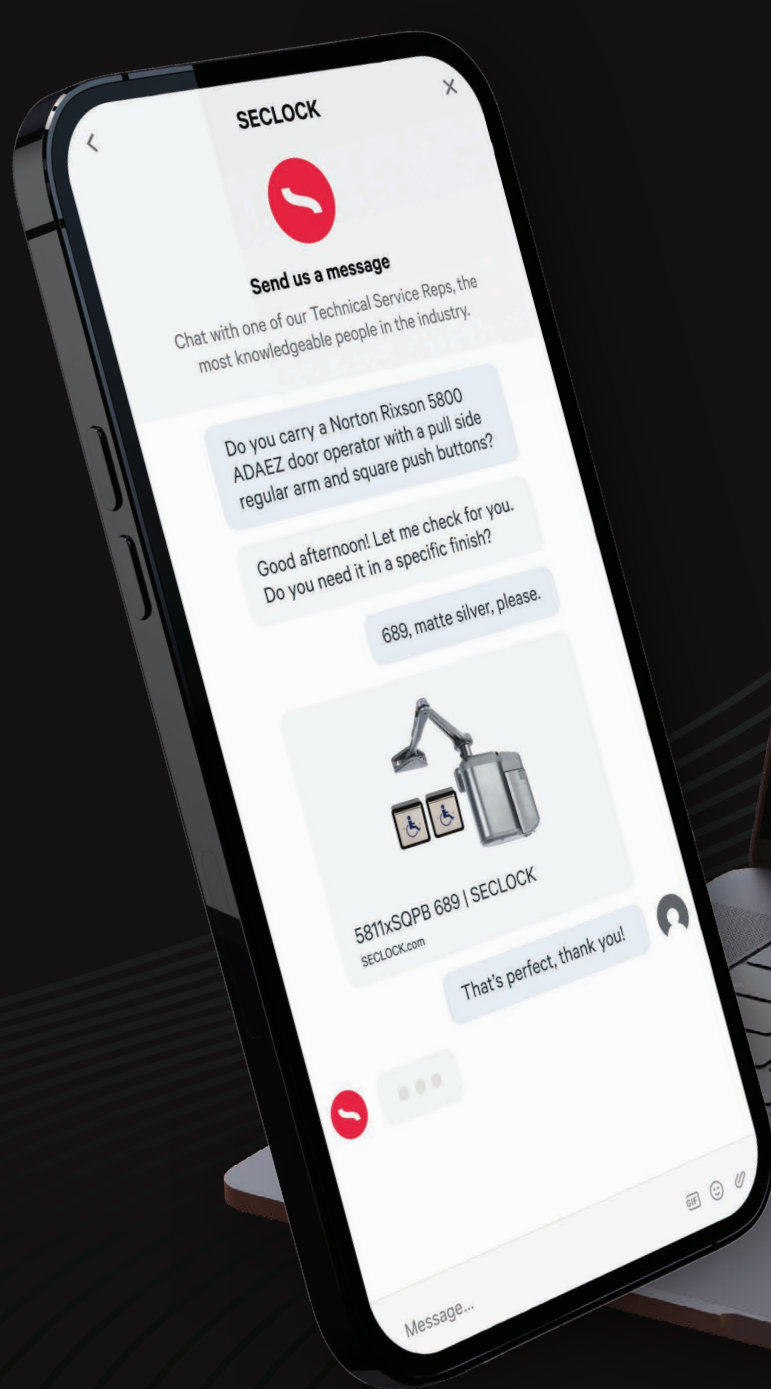 SECLOCK
Send us a message
Chat with one of our Technical Service Reps, the
most knowledgeable people in the industry.
Do you carry a Norton Rixson 5800
ADAEZ door operator with a pull side
regular arm and square push buttons?
Good afternoon! Let me check for you.
Do you need it in a specific finish?
689, matte silver, please.
5811xSQPB 689 | SECLOCK
SECLOCK.com
That's perfect, thank you!
GIF
Message...